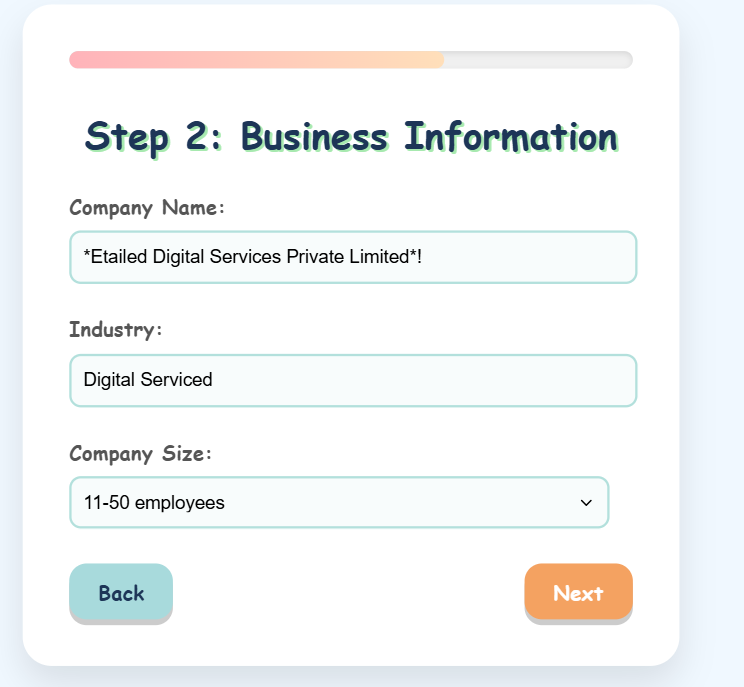 Step 2: Business Information
Company Name:
*Etailed Digital Services Private Limited*!
Industry:
Digital Serviced
Company Size:
11-50 employees
Back
Next